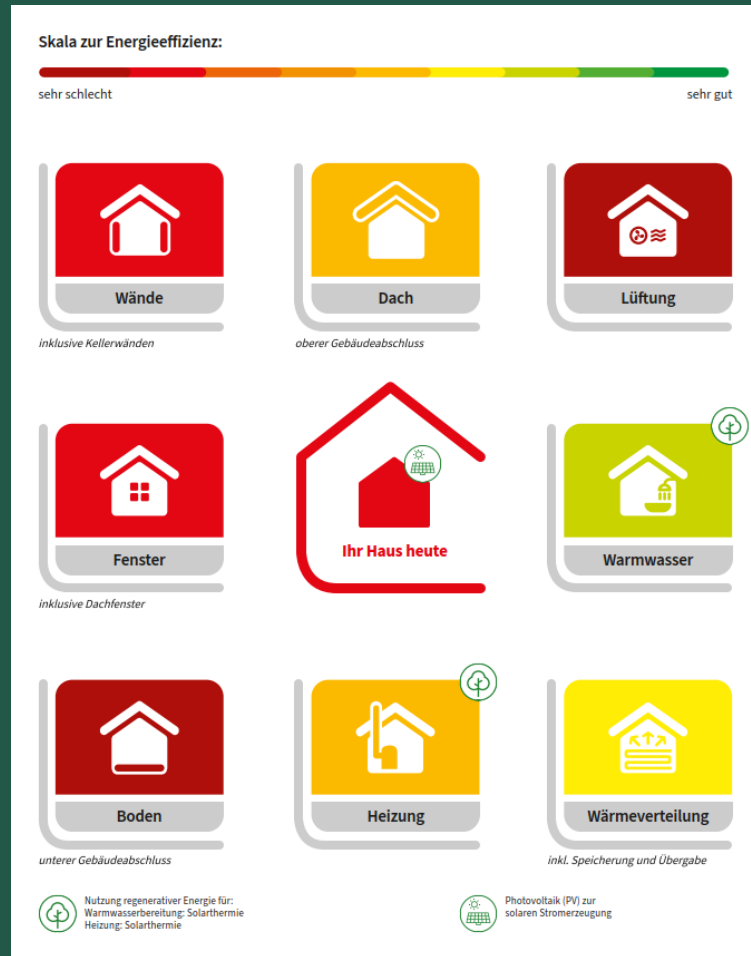 Skala zur Energieeffizienz:
sehr schlecht
sehr gut
Wände
Dach
Lüftung
inklusive Kellerwänden
oberer Gebäudeabschluss
Ihr Haus heute
Fenster
Warmwasser
inklusive Dachfenster
Boden
Heizung
Wärmeverteilung
unterer Gebäudeabschluss
inkl. Speicherung und Übergabe
Nutzung regenerativer Energie für:
Warmwasserbereitung: Solarthermie
Heizung: Solarthermie
Photovoltaik (PV) zur
solaren Stromerzeugung